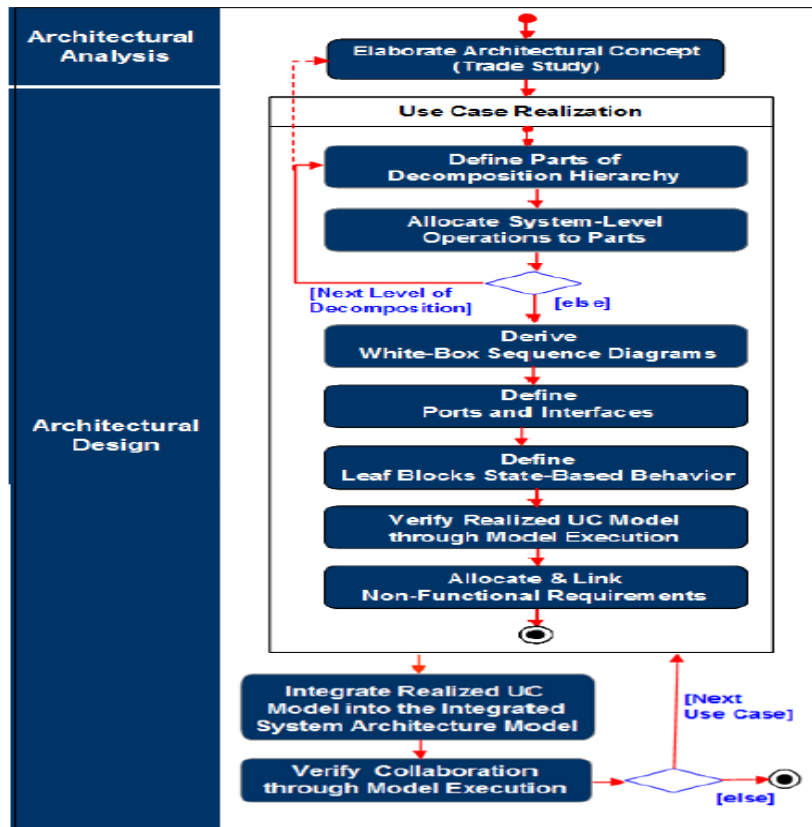 Architectural
Analysis
Elaborate Architectural Concept
(Trade Study)
Use Case Realization
Define Parts of
Decomposition Hierarchy
Allocate System-Level
Operations to Parts
[Next Level of
Decomposition]
[else]
Derive
White-Box Sequence Diagrams
Define
Ports and Interfaces
Architectural
Design
Define
Leaf Blocks State-Based Behavior
Verify Realized UC Model
through Model Execution
Allocate & Link
Non-Functional Requirements
Integrate Realized UC
Model into the Integrated
System Architecture Model
[Next
Use Case]
Verify Collaboration
through Model Execution
[else]